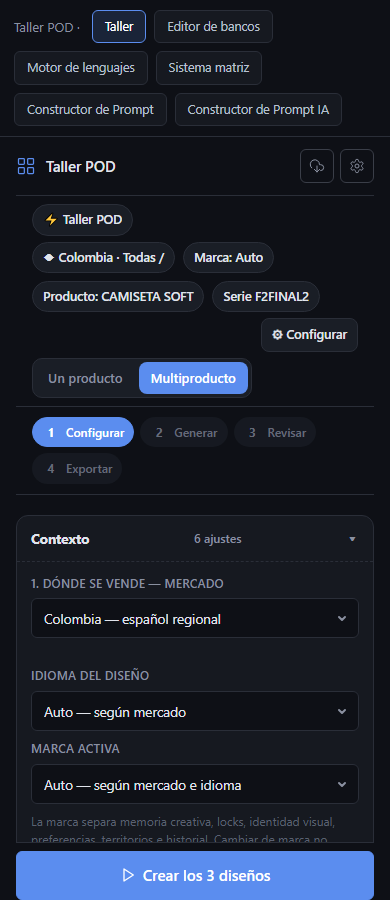 Taller POD · Taller Editor de bancos
Motor de lenguajes Sistema matriz
Constructor de Prompt Constructor de Prompt IA
Taller POD
⚡ Taller POD
Colombia · Todas / Marca: Auto
Producto: CAMISETA SOFT Serie F2FINAL2
⚙ Configurar
Un producto Multiproducto
1 Configurar 2 Generar 3 Revisar
4 Exportar
Contexto 6 ajustes
1. DÓNDE SE VENDE — MERCADO
Colombia — español regional
IDIOMA DEL DISEÑO
Auto — según mercado
MARCA ACTIVA
Auto — según mercado e idioma
La marca separa memoria creativa, locks, identidad visual,
preferencias, territorios e historial. Cambiar de marca no
Crear los 3 diseños